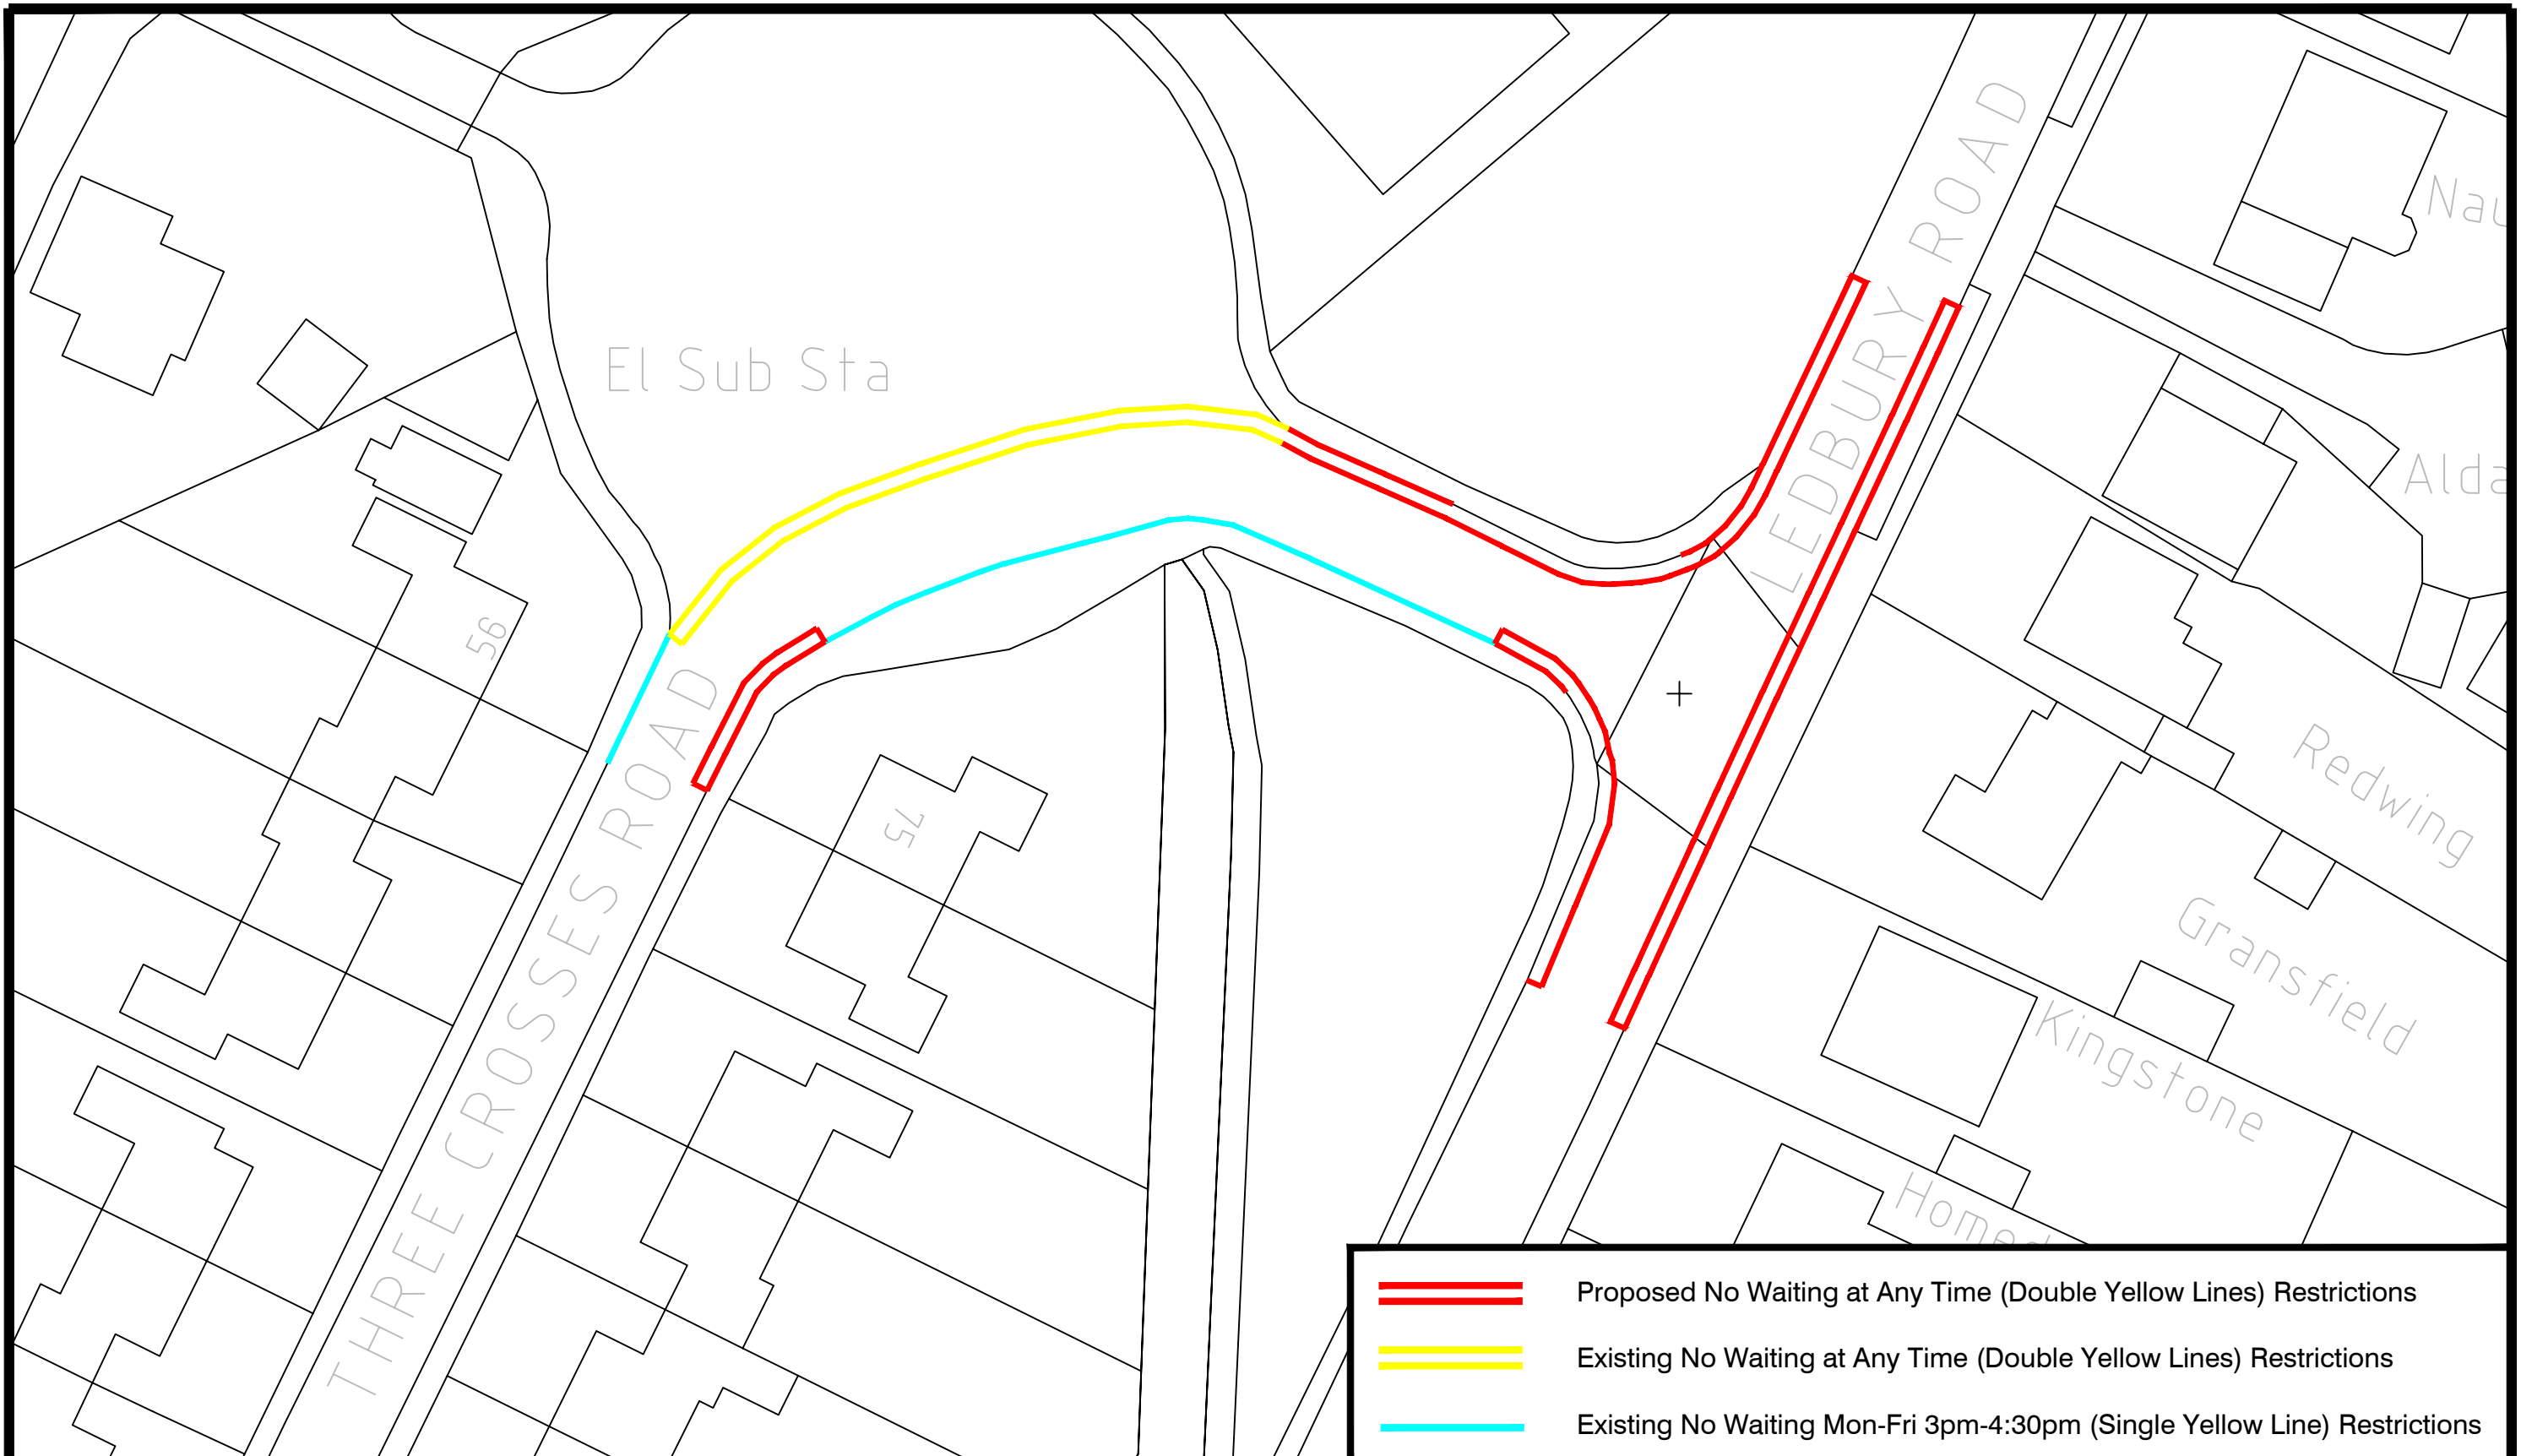 LEDBURY ROAD
El Sub Sta
56
THREE CROSSES ROAD
75
Redwing
Gransfield
Kingstone
Proposed No Waiting at Any Time (Double Yellow Lines) Restrictions
Existing No Waiting at Any Time (Double Yellow Lines) Restrictions
Existing No Waiting Mon-Fri 3pm-4:30pm (Single Yellow Line) Restrictions